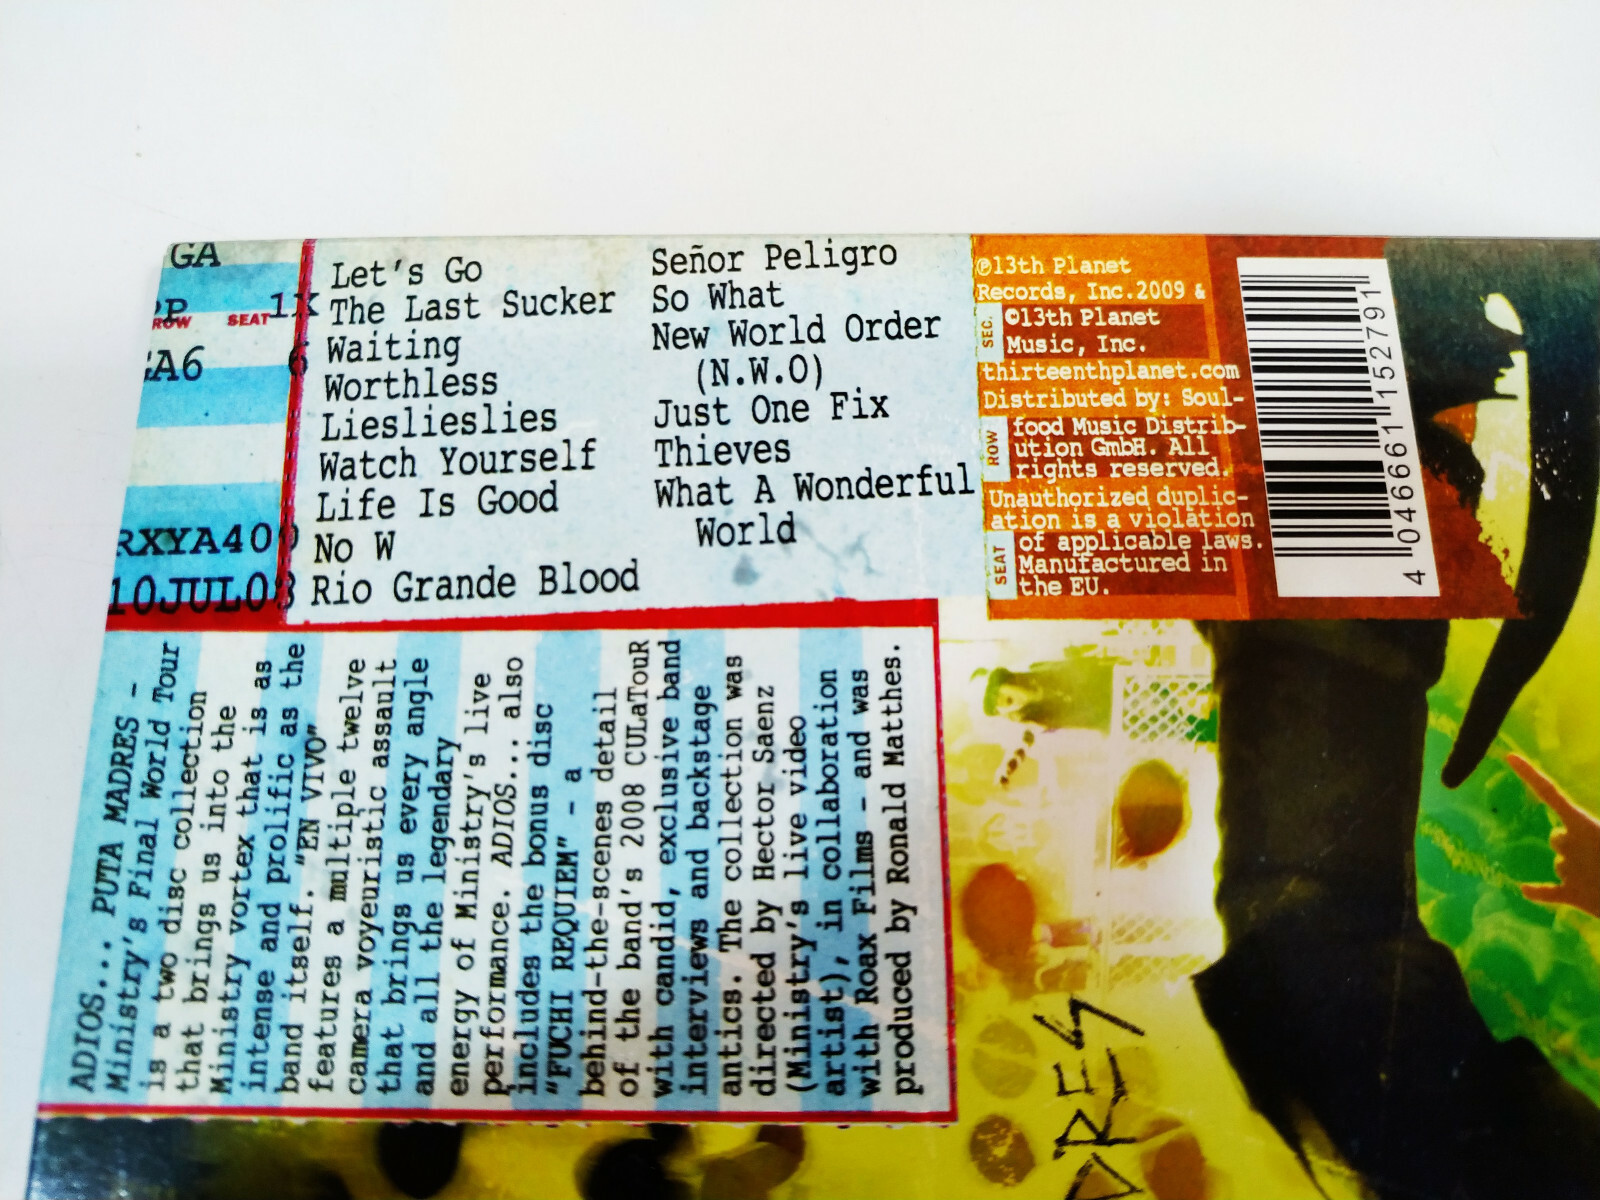 GA
1X
ROW SEAT
GA6
RXYA400
10JUL08
Let's Go
The Last Sucker
Waiting
Worthless
Lieslieslies
Watch Yourself
Life Is Good
No W
Rio Grande Blood
Señor Peligro
So What
New World Order
(N.W.O)
Just One Fix
Thieves
What A Wonderful
World
℗13th Planet
Records, Inc.2009 &
©13th Planet
Music, Inc.
thirteenthplanet.com
Distributed by: Soul-
food Music Distrib-
ution GmbH. All
rights reserved.
Unauthorized duplic-
ation is a violation
of applicable laws.
Manufactured in
the EU.
SEC.
ROW
SEAT
4 046661 152791
ADIOS... PUTA MADRES -
Ministry's Final World Tour
is a two disc collection
that brings us into the
Ministry vortex that is as
intense and prolific as the
band itself. "EN VIVO"
features a multiple twelve
camera voyeuristic assault
that brings us every angle
and all the legendary
energy of Ministry's live
performance. ADIOS... also
includes the bonus disc
"FUCHI REQUIEM" - a
behind-the-scenes detail
of the band's 2008 CULaTouR
with candid, exclusive band
interviews and backstage
antics. The collection was
directed by Hector Saenz
(Ministry's live video
artist), in collaboration
with Roax Films - and was
produced by Ronald Matthes.
DRES